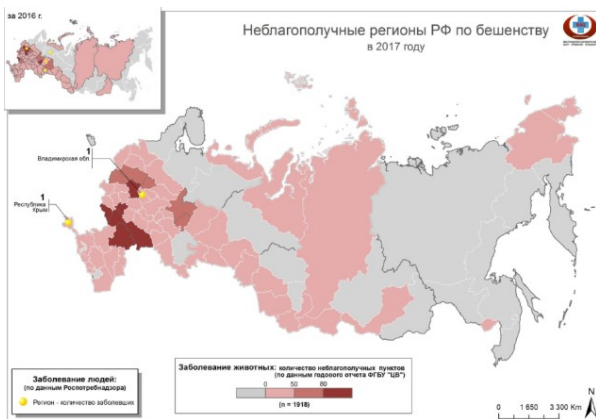 за 2016 г.
Неблагополучные регионы РФ по бешенству
в 2017 году
1
Владимирская обл.
1
Республика
Крым
Заболевание людей:
(по данным Роспотребнадзора)
Регион - количество заболевших
Заболевание животных: количество неблагополучных пунктов
(по данным годового отчета ФГБУ "ЦВ")
0 50 80
(n = 1918)
N
0 1 650 3 300 Km